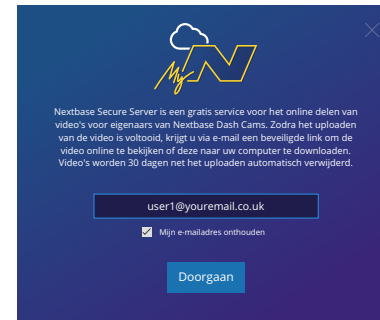 My N
Nextbase Secure Server is een gratis service voor het online delen van
video's voor eigenaars van Nextbase Dash Cams. Zodra het uploaden
van de video is voltooid, krijgt u via e-mail een beveiligde link om de
video online te bekijken of deze naar uw computer te downloaden.
Video's worden 30 dagen net het uploaden automatisch verwijderd.
user1@youremail.co.uk
Mijn e-mailadres onthouden
Doorgaan